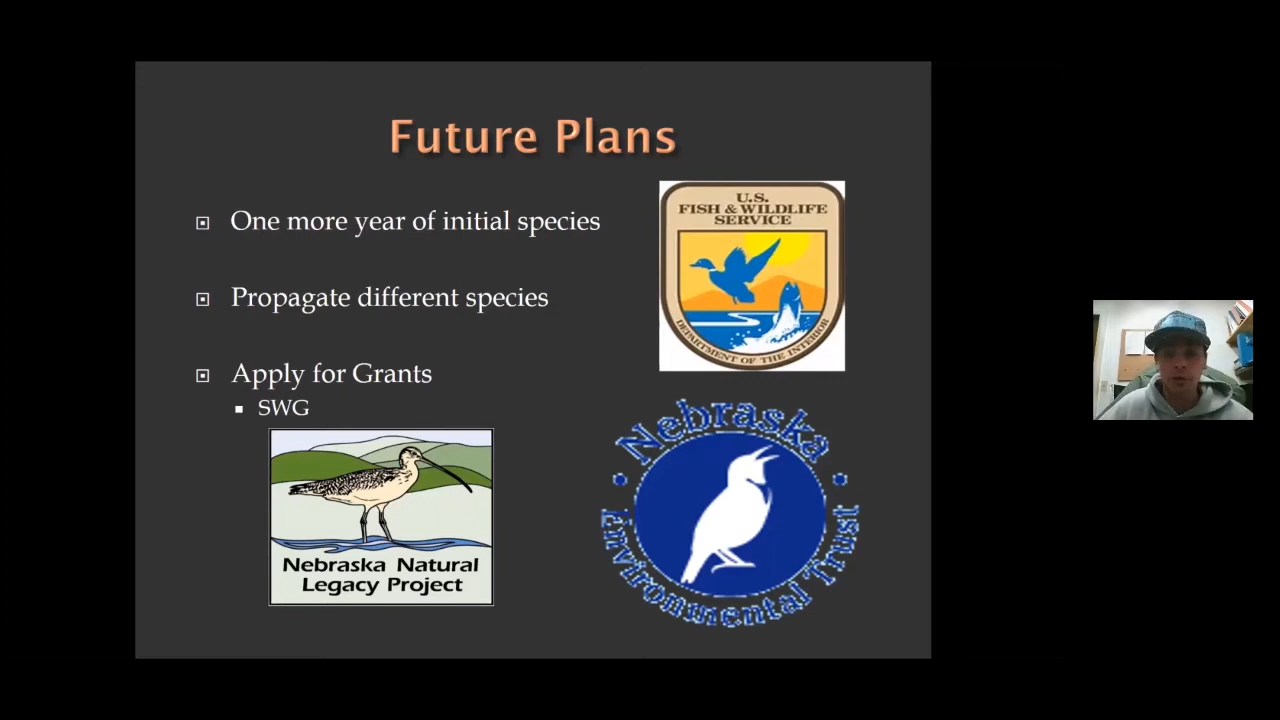 Future Plans
One more year of initial species
Propagate different species
Apply for Grants
SWG
U.S.
FISH & WILDLIFE
SERVICE
DEPARTMENT OF THE INTERIOR
Nebraska Natural
Legacy Project
Nebraska
Environmental Trust